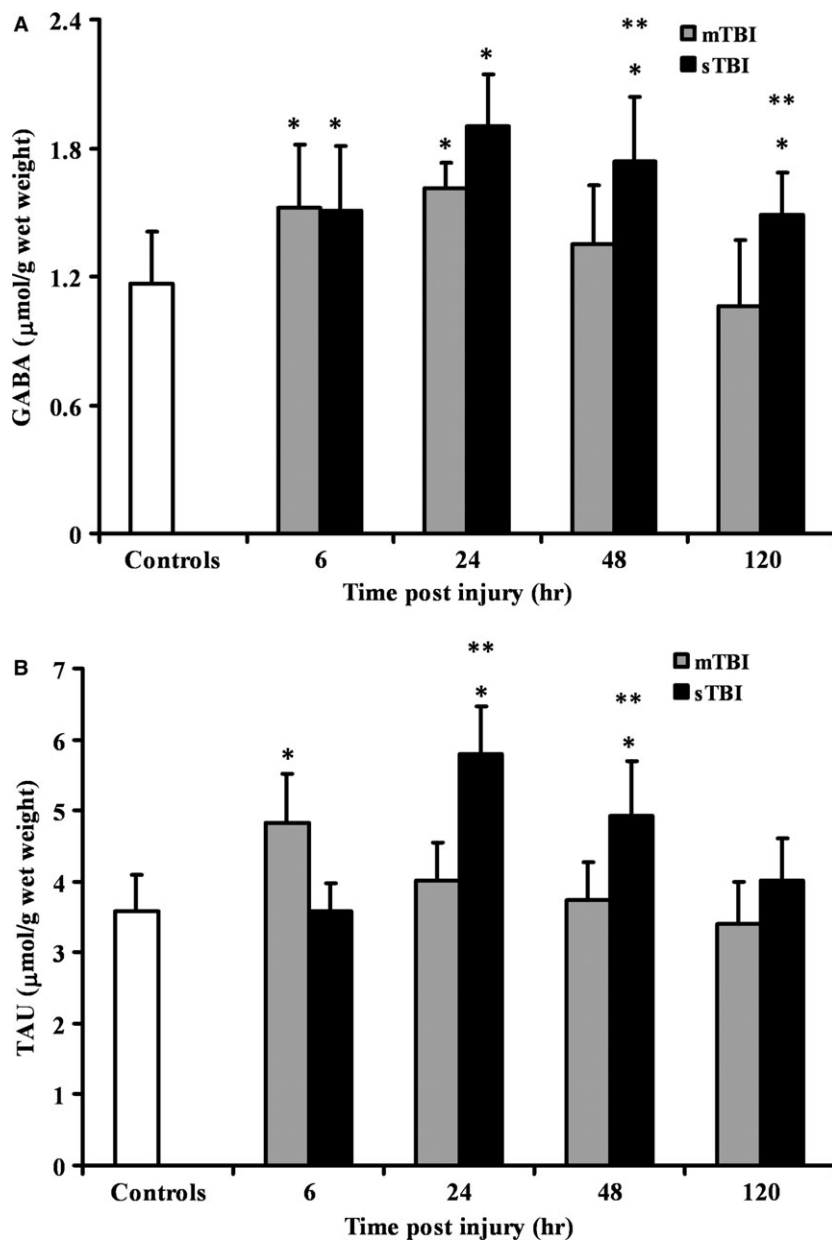 A
2.4
1.8
1.2
0.6
0
GABA (μmol/g wet weight)
mTBI
sTBI
*
*
*
*
**
*
**
*
Controls 6 24 48 120
Time post injury (hr)
B
7
6
5
4
3
2
1
0
TAU (μmol/g wet weight)
mTBI
sTBI
*
**
*
**
*
Controls 6 24 48 120
Time post injury (hr)